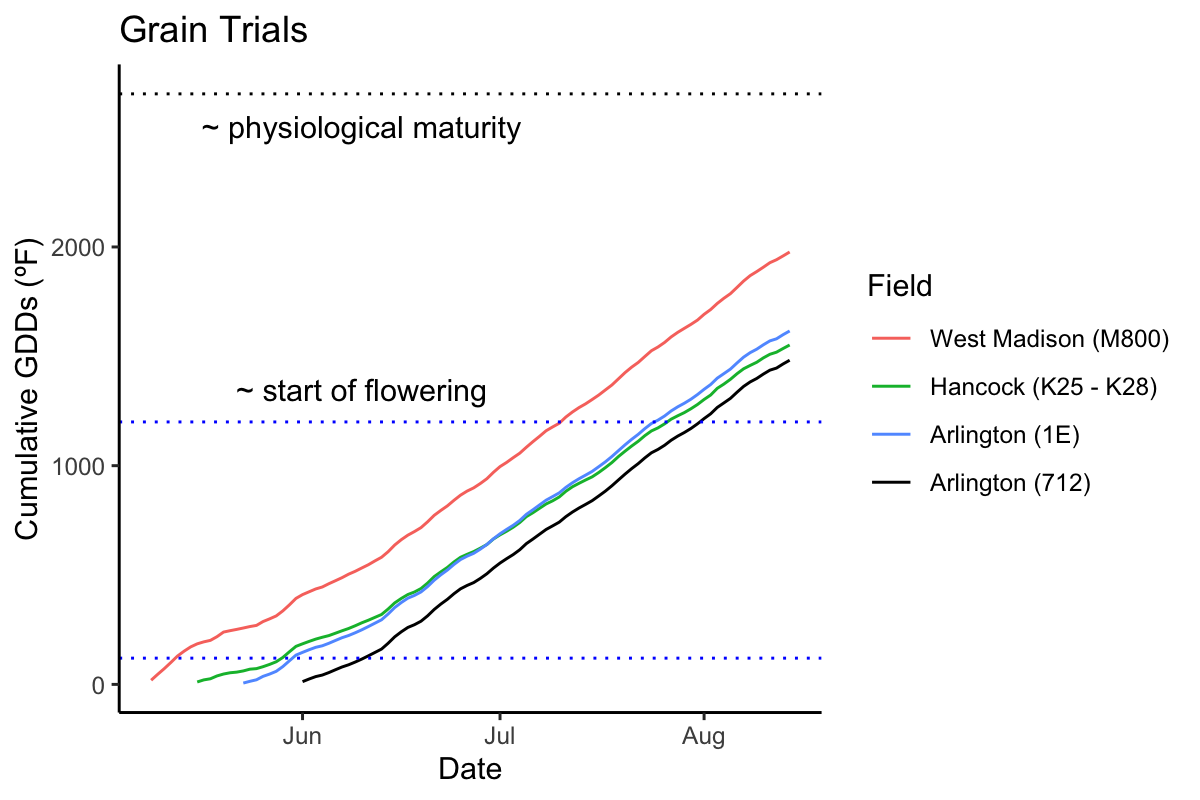 Grain Trials
~ physiological maturity
~ start of flowering
Cumulative GDDs (ºF)
2000
1000
0
Jun
Jul
Aug
Date
Field
West Madison (M800)
Hancock (K25 - K28)
Arlington (1E)
Arlington (712)